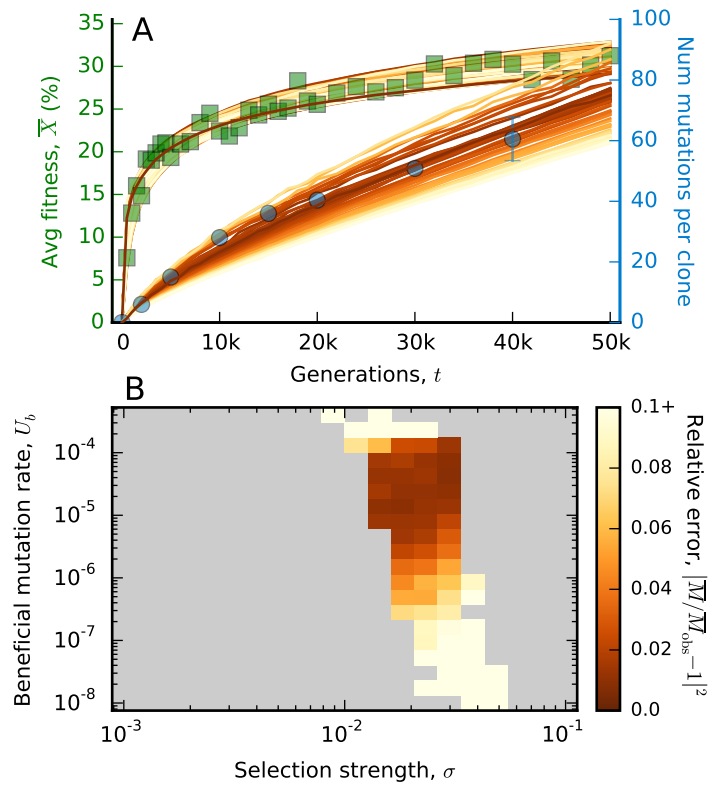 A
Avg fitness, X̅ (%)
35
30
25
20
15
10
5
0
100
80
60
40
20
0
Num mutations per clone
0
10k
20k
30k
40k
50k
Generations, t
B
Beneficial mutation rate, U_b
10⁻⁴
10⁻⁵
10⁻⁶
10⁻⁷
10⁻⁸
10⁻³
10⁻²
10⁻¹
Selection strength, σ
0.1+
0.08
0.06
0.04
0.02
0.0
Relative error, |M̅/M̅_obs − 1|²